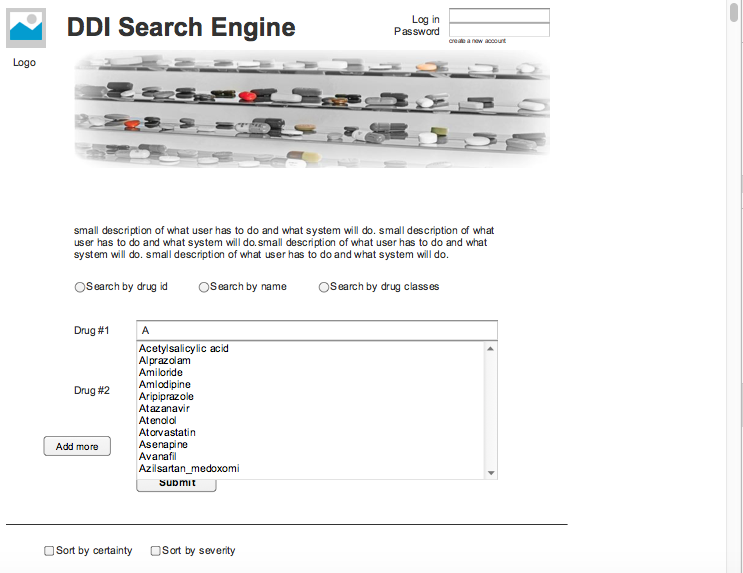 DDI Search Engine
Log in
Password
create a new account
Logo
small description of what user has to do and what system will do. small description of what
user has to do and what system will do.small description of what user has to do and what
system will do. small description of what user has to do and what system will do.
Search by drug id
Search by name
Search by drug classes
Drug #1
A
Acetylsalicylic acid
Alprazolam
Amiloride
Amlodipine
Drug #2
Aripiprazole
Atazanavir
Atenolol
Atorvastatin
Asenapine
Add more
Avanafil
Azilsartan_medoxomi
Submit
Sort by certainty
Sort by severity